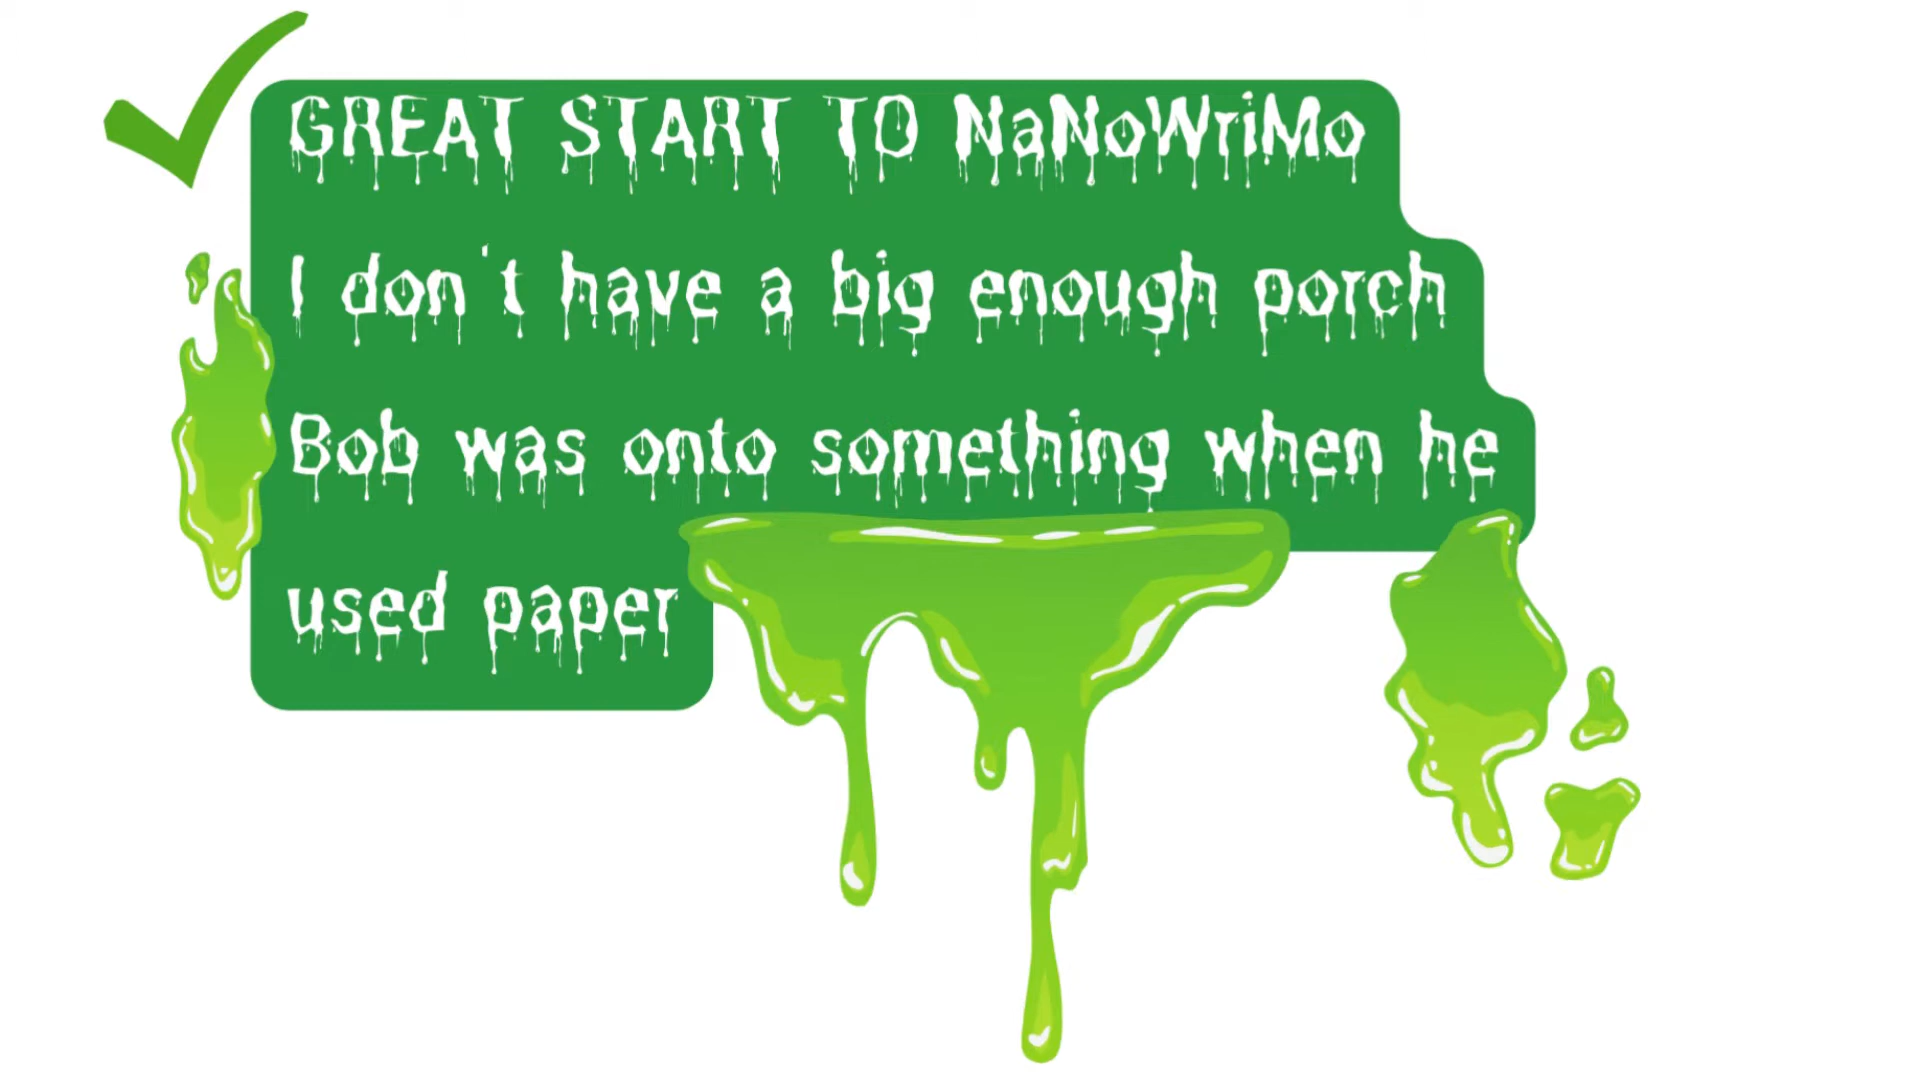 GREAT START TO NaNoWriMo
I don't have a big enough porch
Bob was onto something when he
used paper